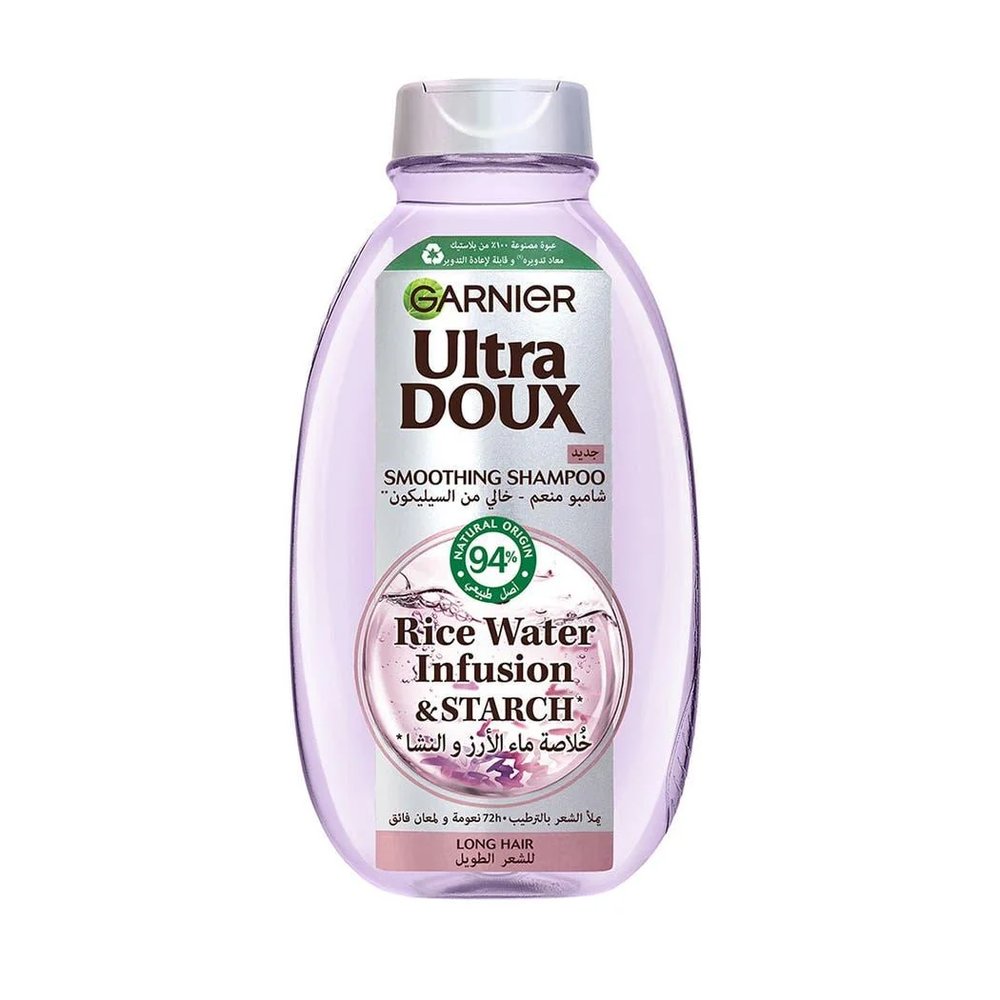 عبوة مصنوعة ١٠٠٪ من بلاستيك
معاد تدويره(١) و قابلة لإعادة التدوير
GARNIER
Ultra
DOUX
جديد
SMOOTHING SHAMPOO
شامبو منعم - خالي من السيليكون**
NATURAL ORIGIN
94%
أصل طبيعي
Rice Water
Infusion
& STARCH*
خُلاصة ماء الأرز و النشا*
يملأ الشعر بالترطيب • 72h نعومة و لمعان فائق
LONG HAIR
للشعر الطويل